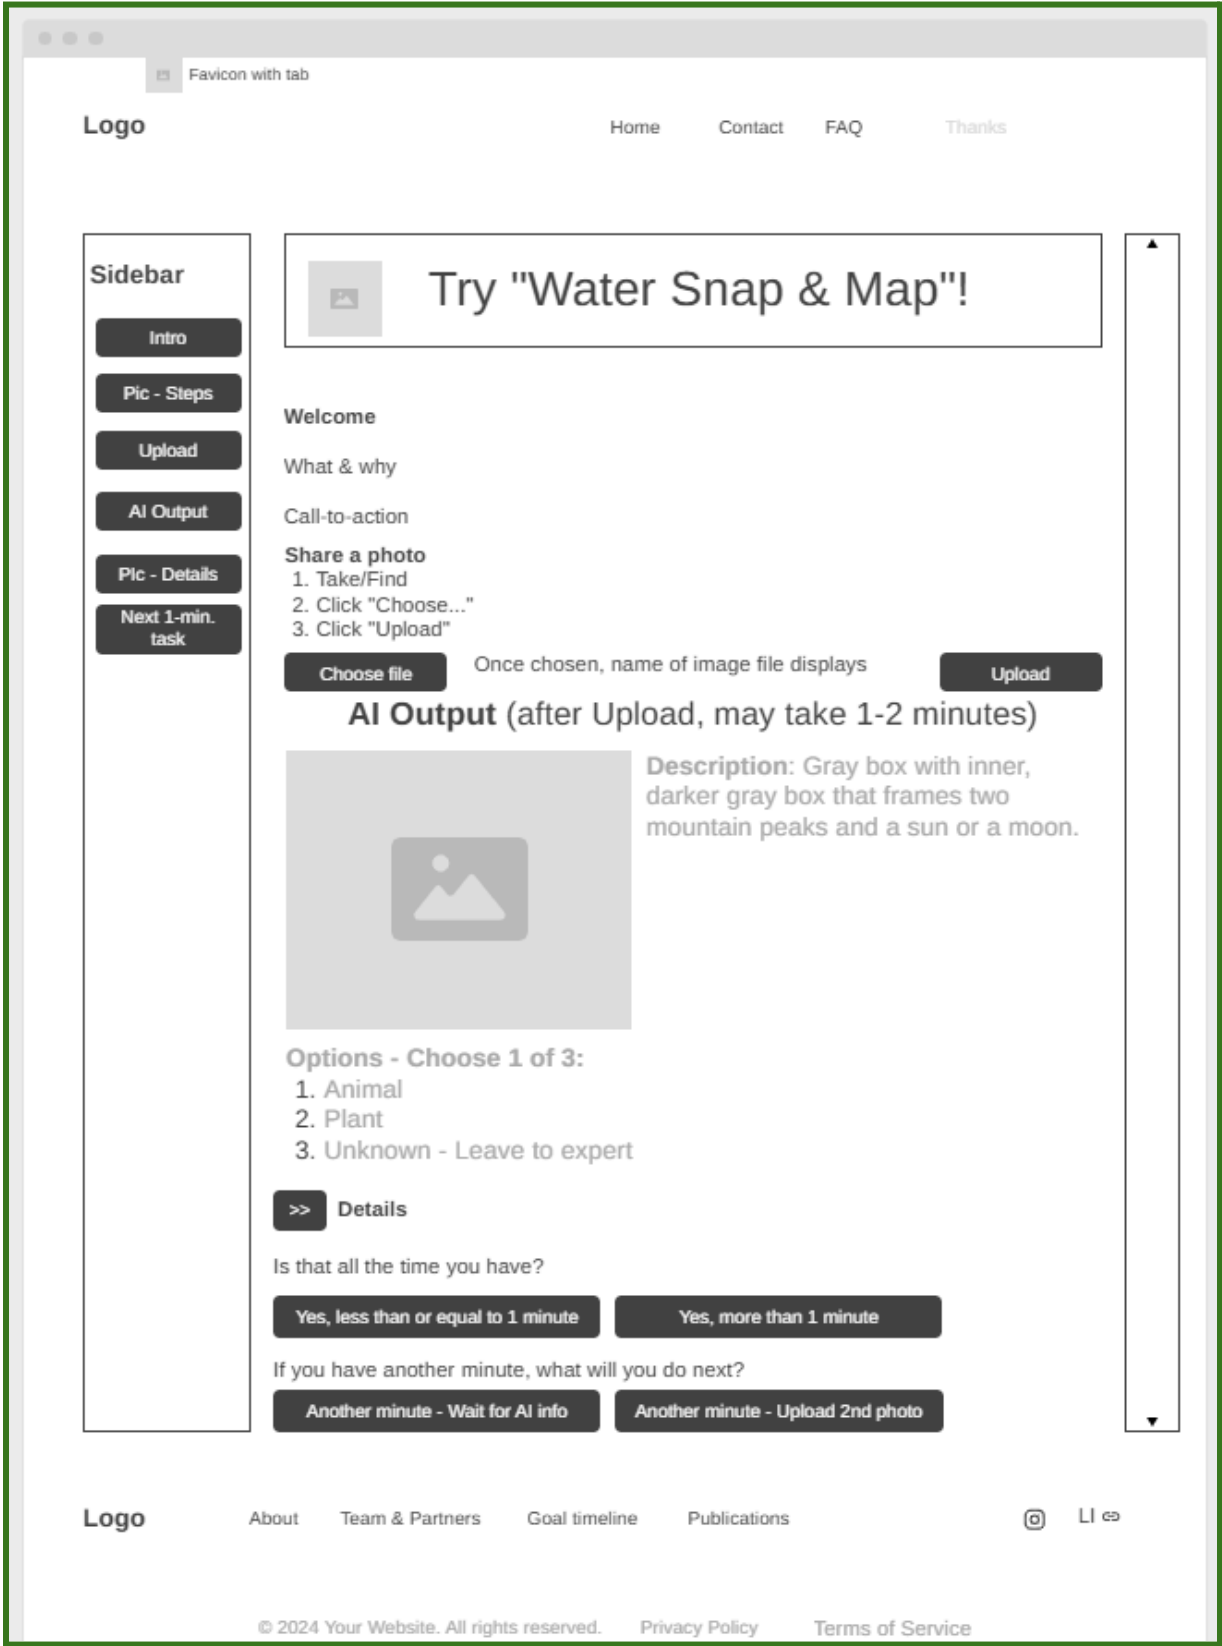 Favicon with tab
Logo
Home Contact FAQ Thanks
Sidebar
Intro
Pic - Steps
Upload
AI Output
PIc - Details
Next 1-min.
task
Try "Water Snap & Map"!
Welcome
What & why
Call-to-action
Share a photo
1. Take/Find
2. Click "Choose..."
3. Click "Upload"
Choose file Once chosen, name of image file displays Upload
AI Output (after Upload, may take 1-2 minutes)
Description: Gray box with inner,
darker gray box that frames two
mountain peaks and a sun or a moon.
Options - Choose 1 of 3:
1. Animal
2. Plant
3. Unknown - Leave to expert
>> Details
Is that all the time you have?
Yes, less than or equal to 1 minute Yes, more than 1 minute
If you have another minute, what will you do next?
Another minute - Wait for AI info Another minute - Upload 2nd photo
Logo About Team & Partners Goal timeline Publications LI
© 2024 Your Website. All rights reserved. Privacy Policy Terms of Service